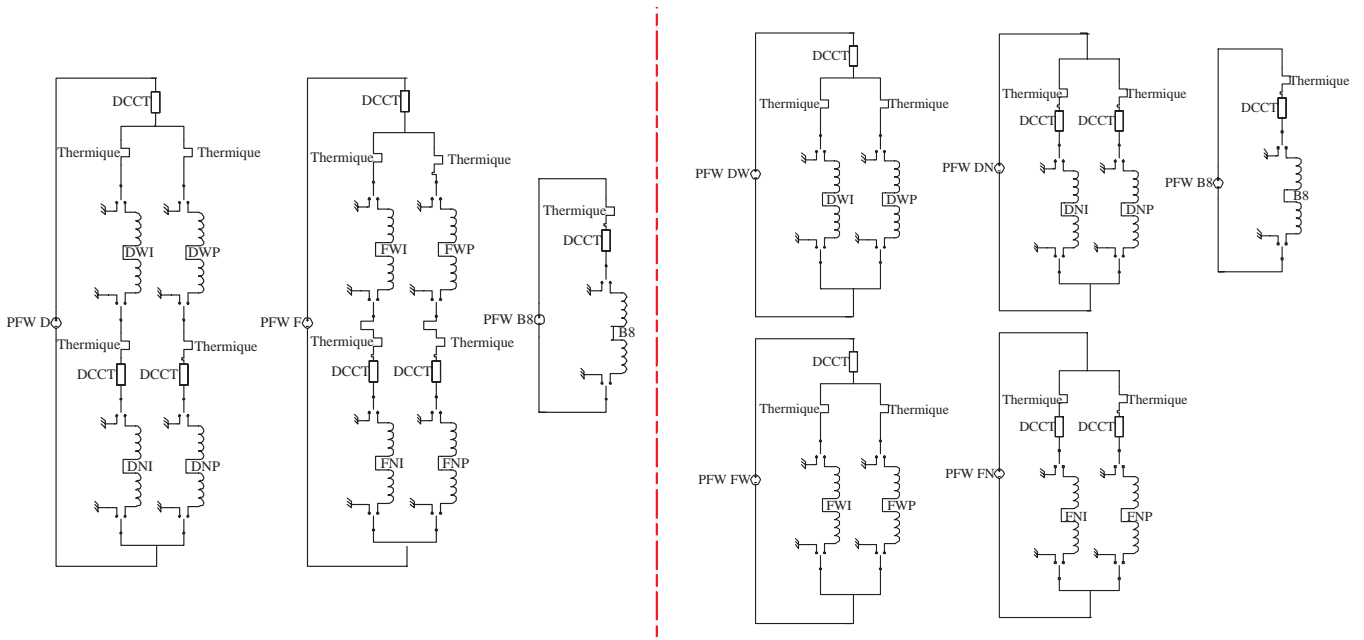 DCCT
Thermique
Thermique
DWI
DWP
PFW D
Thermique
Thermique
DCCT
DCCT
DNI
DNP
DCCT
Thermique
Thermique
FWI
FWP
PFW F
Thermique
Thermique
DCCT
DCCT
FNI
FNP
Thermique
DCCT
PFW B8
B8
DCCT
Thermique
Thermique
PFW DW
DWI
DWP
Thermique
Thermique
DCCT
DCCT
PFW DN
DNI
DNP
Thermique
DCCT
PFW B8
B8
DCCT
Thermique
Thermique
PFW FW
FWI
FWP
Thermique
Thermique
DCCT
DCCT
PFW FN
FNI
FNP